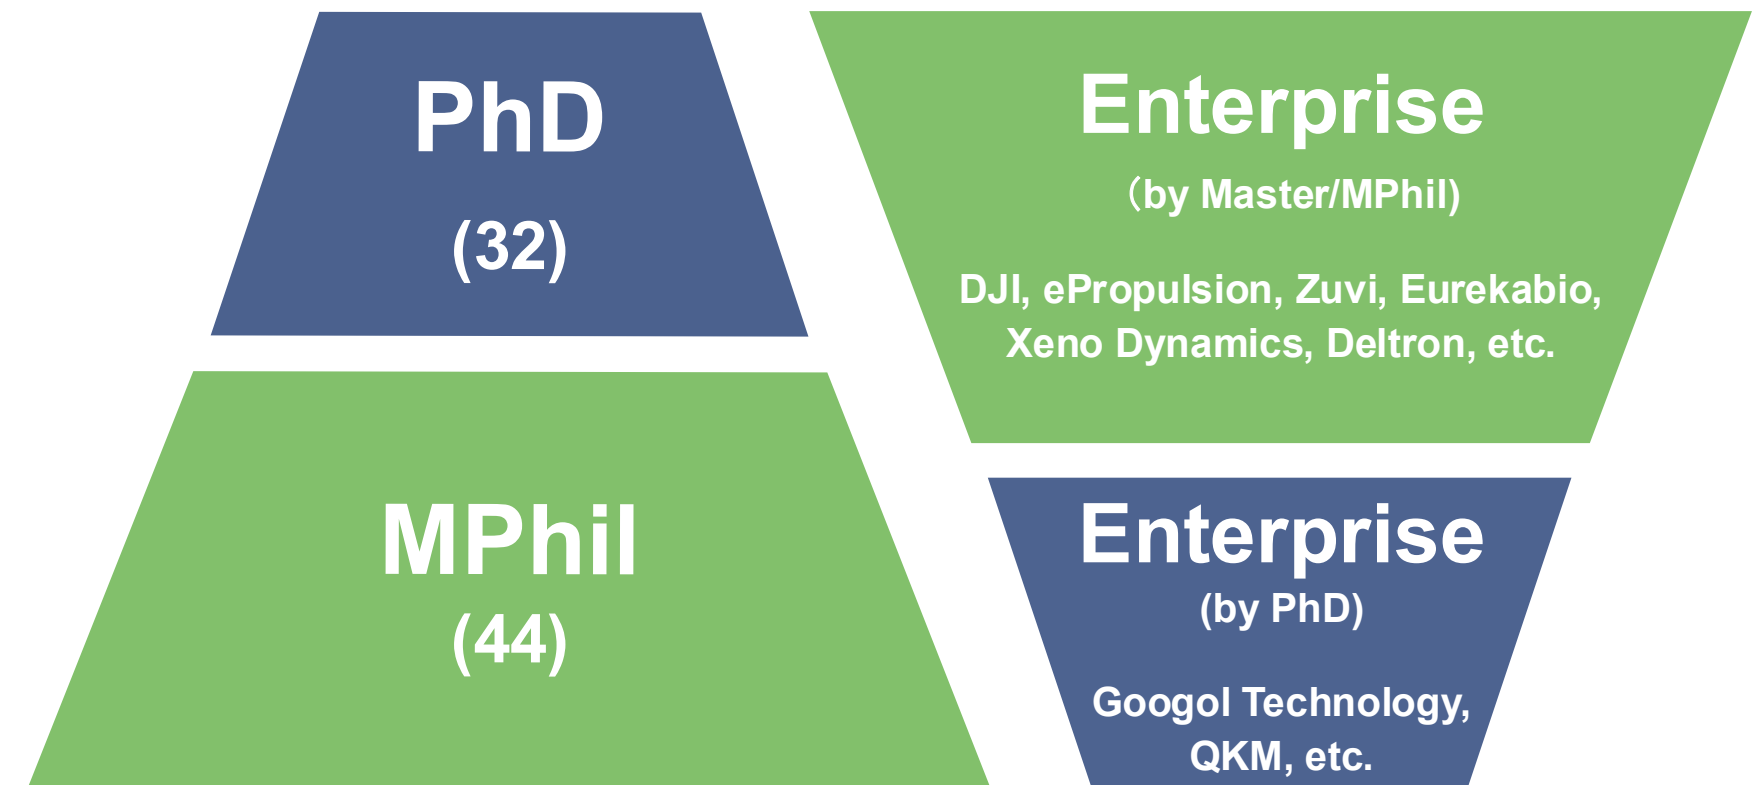 PhD
(32)
MPhil
(44)
Enterprise
（by Master/MPhil)
DJI, ePropulsion, Zuvi, Eurekabio,
Xeno Dynamics, Deltron, etc.
Enterprise
(by PhD)
Googol Technology,
QKM, etc.